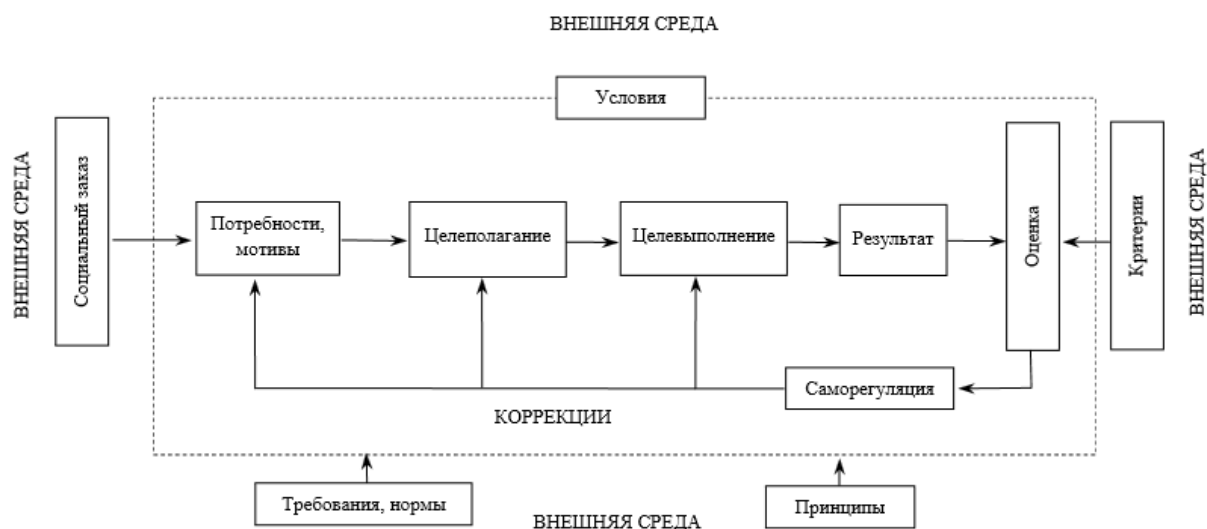 ВНЕШНЯЯ СРЕДА
Условия
ВНЕШНЯЯ СРЕДА
Социальный заказ
Потребности,
мотивы
Целеполагание
Целевыполнение
Результат
Оценка
Критерии
ВНЕШНЯЯ СРЕДА
Саморегуляция
КОРРЕКЦИИ
Требования, нормы
ВНЕШНЯЯ СРЕДА
Принципы